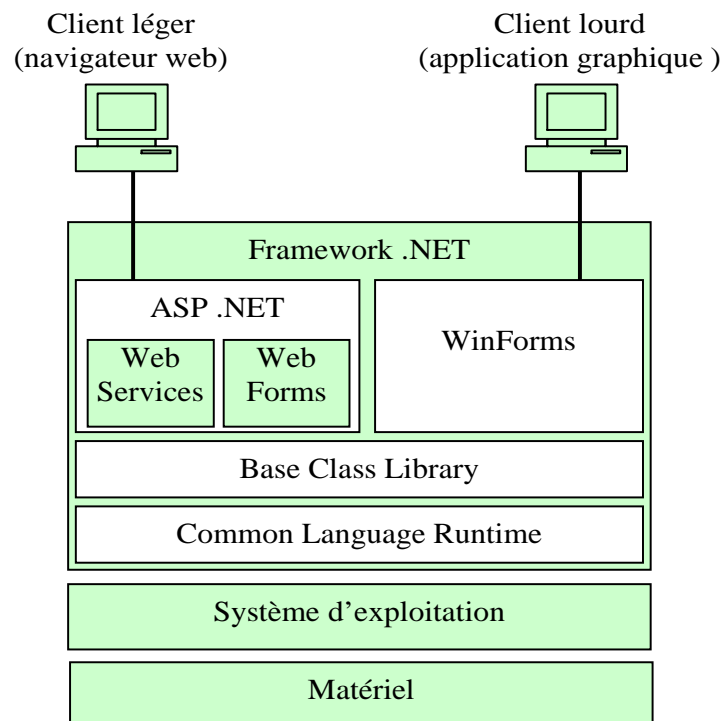 Client léger
(navigateur web)
Client lourd
(application graphique )
Framework .NET
ASP .NET
Web
Services
Web
Forms
WinForms
Base Class Library
Common Language Runtime
Système d’exploitation
Matériel